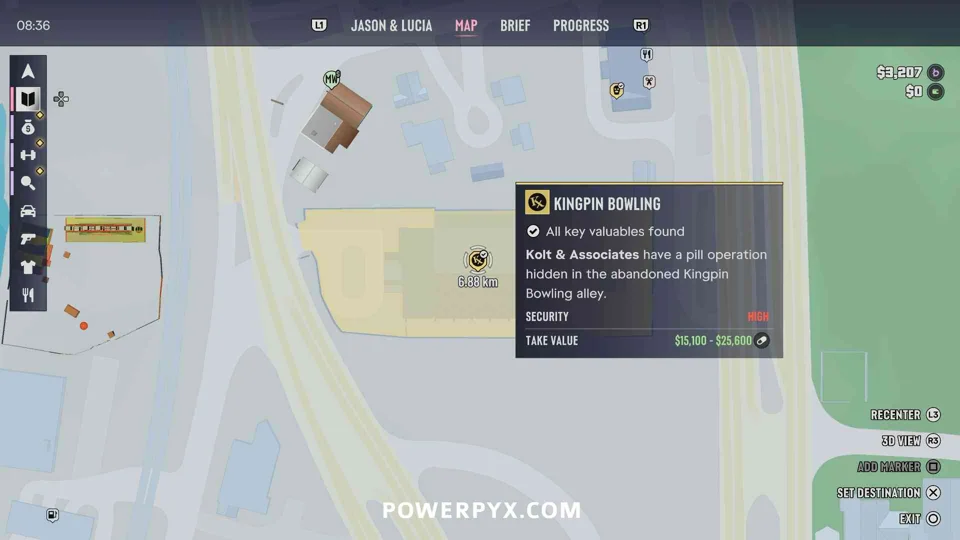 08:36
L1
JASON & LUCIA
MAP
BRIEF
PROGRESS
R1
$3,207
$0
MW
6.88 km
KINGPIN BOWLING
All key valuables found
Kolt & Associates have a pill operation
hidden in the abandoned Kingpin
Bowling alley.
SECURITY HIGH
TAKE VALUE $15,100 - $25,600
RECENTER L3
3D VIEW R3
ADD MARKER
SET DESTINATION
EXIT
POWERPYX.COM